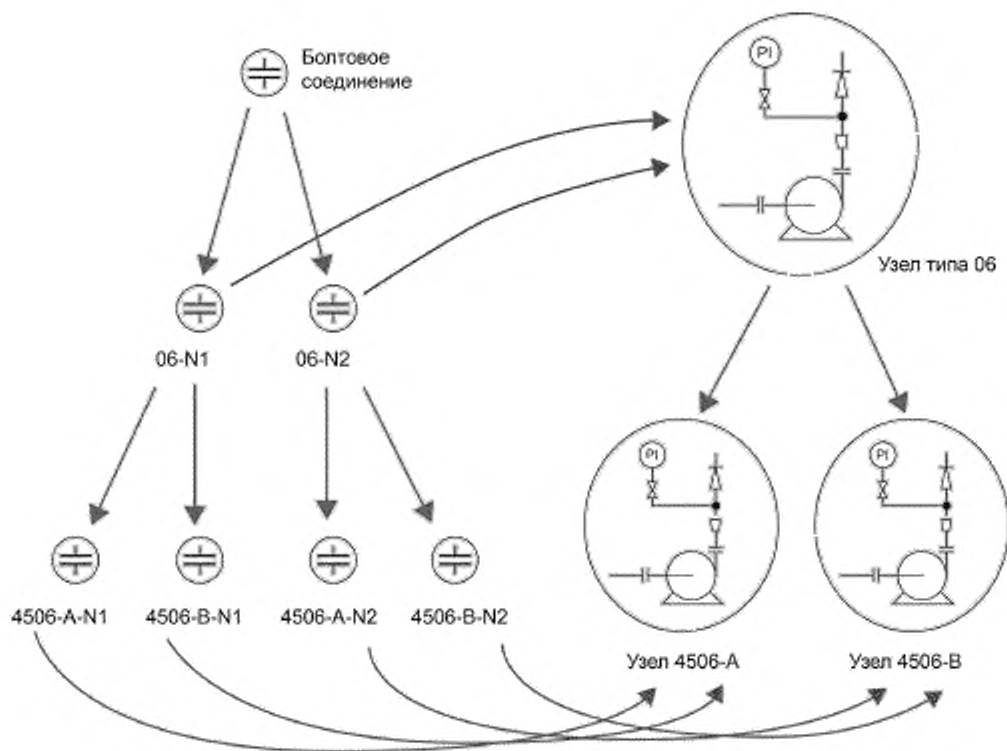 Болтовое
соединение
PI
Узел типа 06
06-N1
06-N2
PI
PI
4506-A-N1
4506-B-N1
4506-A-N2
4506-B-N2
Узел 4506-A
Узел 4506-B